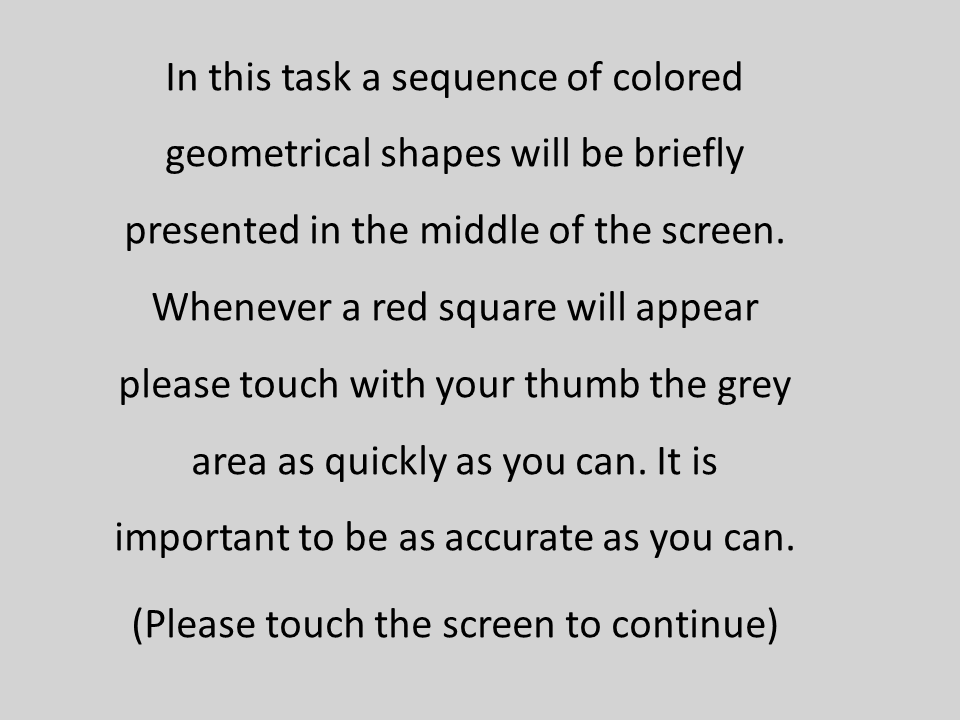 In this task a sequence of colored
geometrical shapes will be briefly
presented in the middle of the screen.
Whenever a red square will appear
please touch with your thumb the grey
area as quickly as you can. It is
important to be as accurate as you can.
(Please touch the screen to continue)